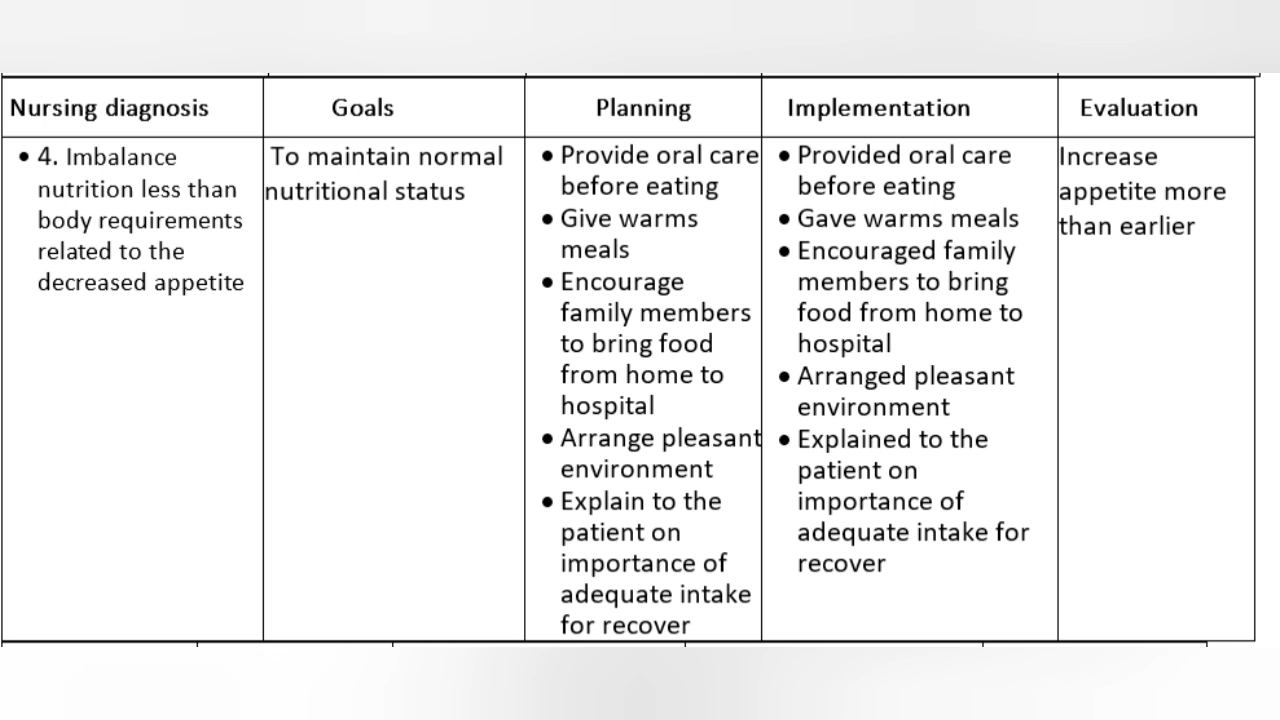 Nursing diagnosis
Goals
Planning
Implementation
Evaluation
• 4. Imbalance
nutrition less than
body requirements
related to the
decreased appetite
To maintain normal
nutritional status
• Provide oral care
before eating
• Give warms
meals
• Encourage
family members
to bring food
from home to
hospital
• Arrange pleasant
environment
• Explain to the
patient on
importance of
adequate intake
for recover
• Provided oral care
before eating
• Gave warms meals
• Encouraged family
members to bring
food from home to
hospital
• Arranged pleasant
environment
• Explained to the
patient on
importance of
adequate intake for
recover
Increase
appetite more
than earlier